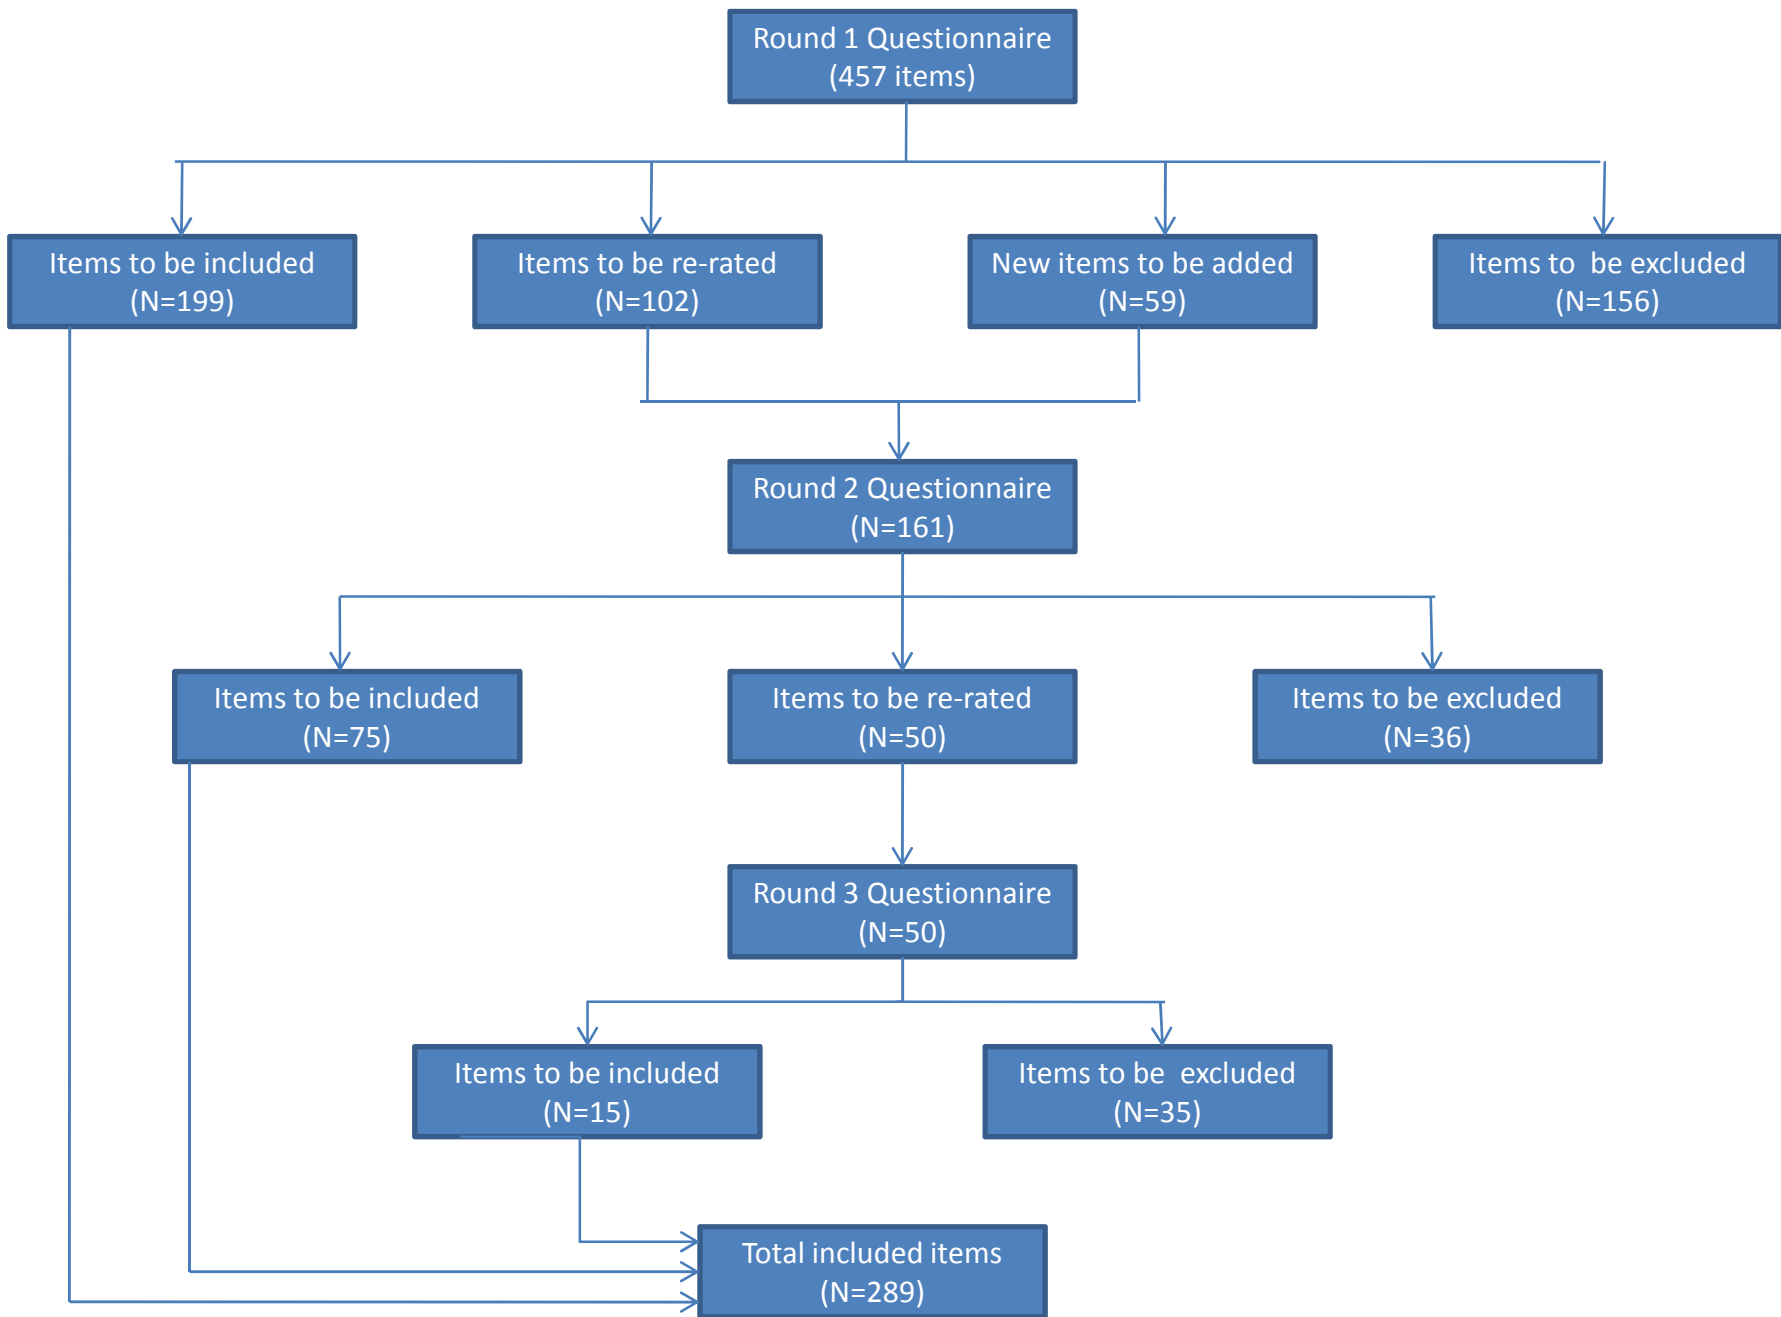 Round 1 Questionnaire
(457 items)
Items to be included
(N=199)
Items to be re-rated
(N=102)
New items to be added
(N=59)
Items to  be excluded
(N=156)
Round 2 Questionnaire
(N=161)
Items to be included
(N=75)
Items to be re-rated
(N=50)
Items to be excluded
(N=36)
Round 3 Questionnaire
(N=50)
Items to be included
(N=15)
Items to be  excluded
(N=35)
Total included items
(N=289)